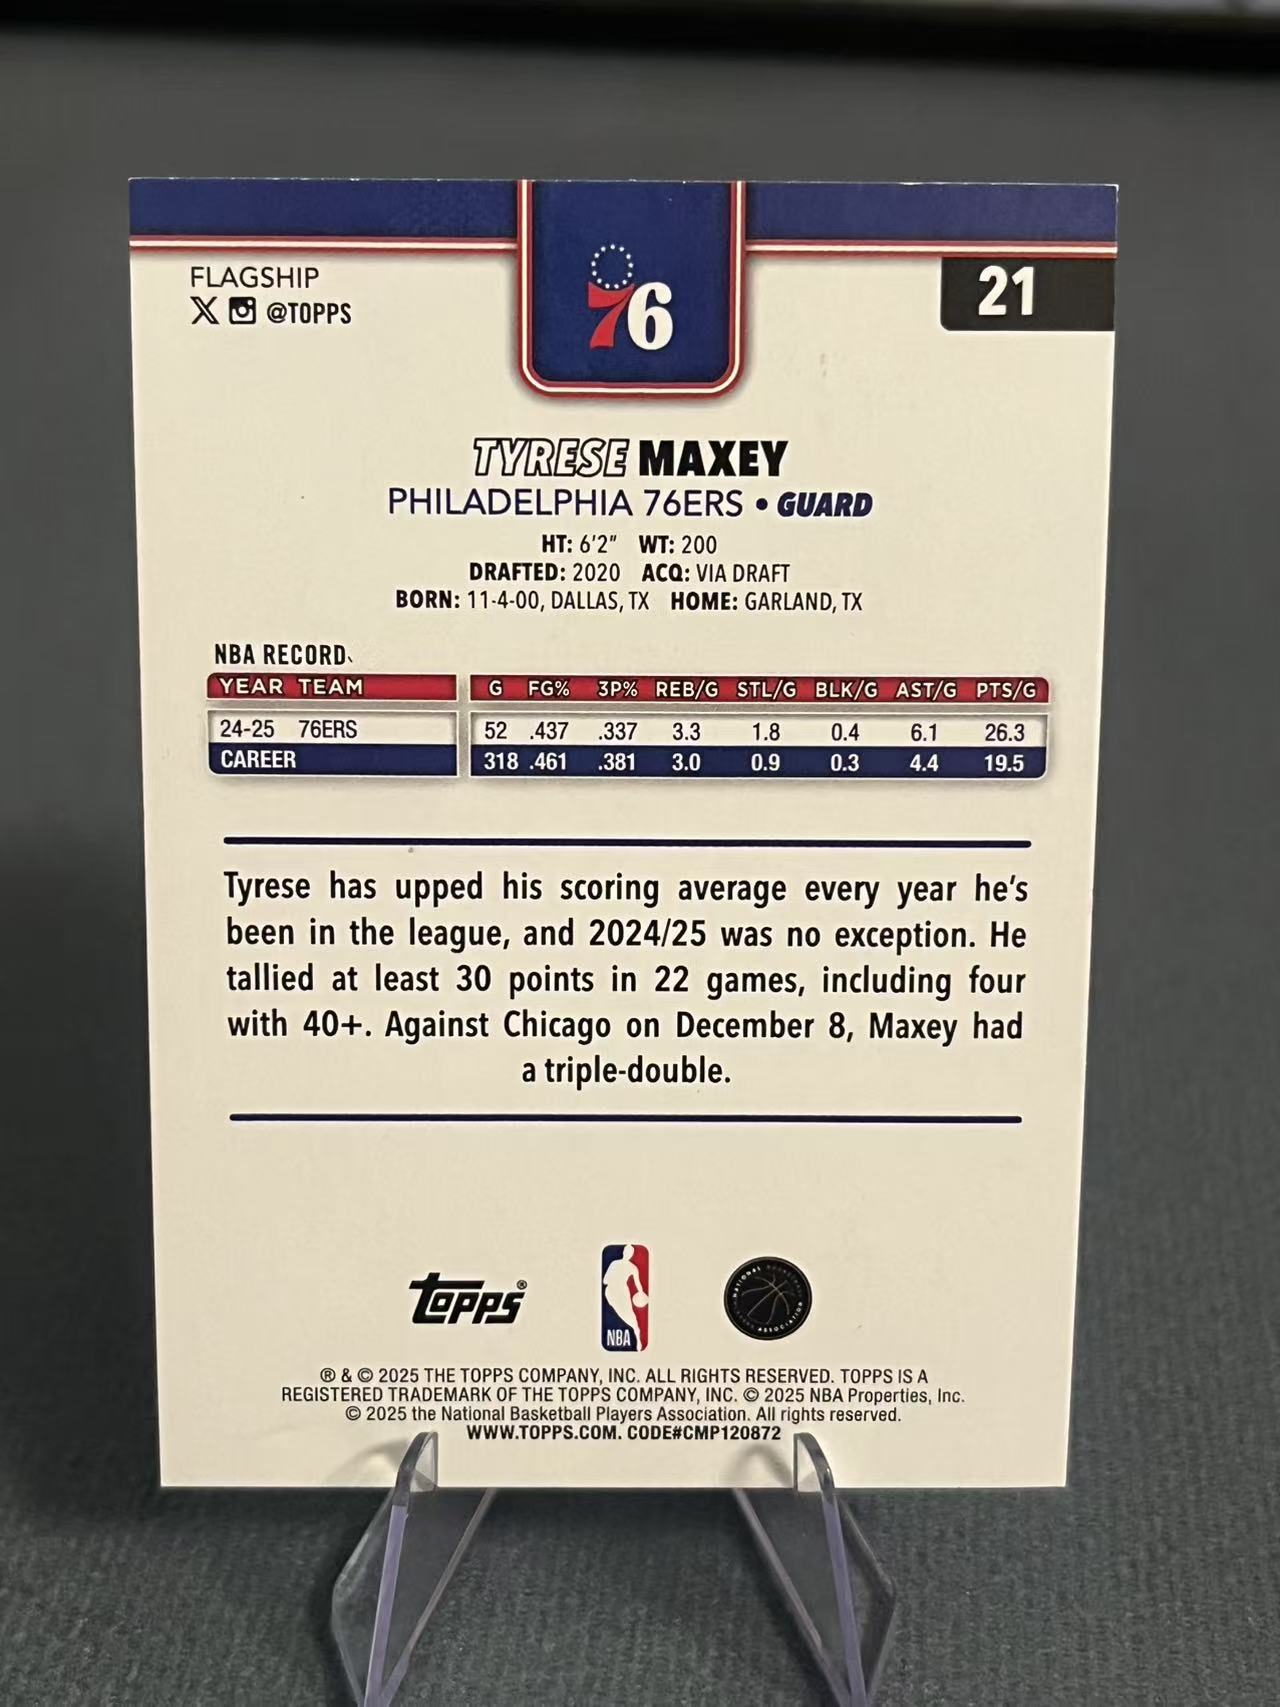 76
FLAGSHIP
@TOPPS
21
TYRESE MAXEY
PHILADELPHIA 76ERS • GUARD
HT: 6'2" WT: 200
DRAFTED: 2020 ACQ: VIA DRAFT
BORN: 11-4-00, DALLAS, TX HOME: GARLAND, TX
NBA RECORD
YEAR TEAM G FG% 3P% REB/G STL/G BLK/G AST/G PTS/G
24-25 76ERS 52 .437 .337 3.3 1.8 0.4 6.1 26.3
CAREER 318 .461 .381 3.0 0.9 0.3 4.4 19.5
Tyrese has upped his scoring average every year he's
been in the league, and 2024/25 was no exception. He
tallied at least 30 points in 22 games, including four
with 40+. Against Chicago on December 8, Maxey had
a triple-double.
Topps®
NBA
NATIONAL BASKETBALL
ASSOCIATION
® & © 2025 THE TOPPS COMPANY, INC. ALL RIGHTS RESERVED. TOPPS IS A
REGISTERED TRADEMARK OF THE TOPPS COMPANY, INC. © 2025 NBA Properties, Inc.
© 2025 the National Basketball Players Association. All rights reserved.
WWW.TOPPS.COM. CODE#CMP120872